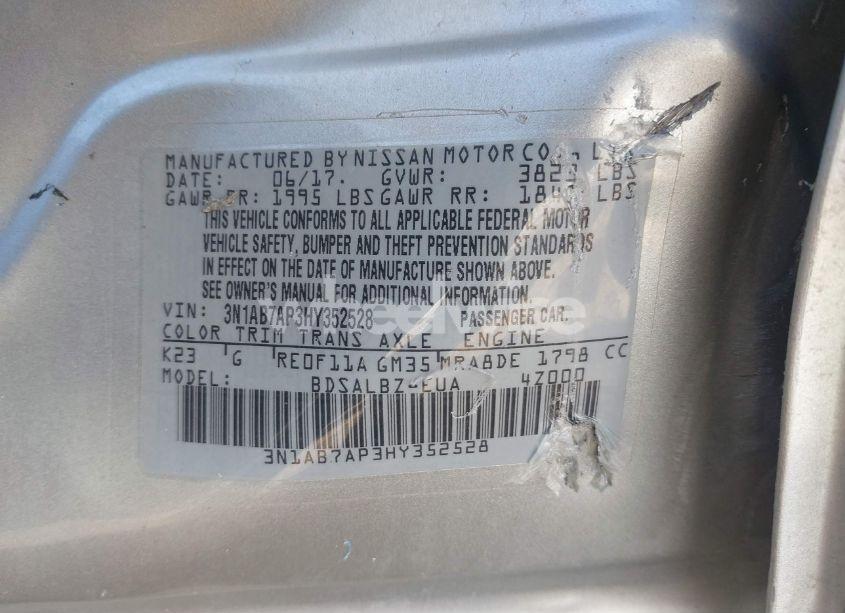 MANUFACTURED BY NISSAN MOTOR CO.,
DATE: 06/17. GVWR: 3823 LBS
GAWR FR: 1995 LBS GAWR RR: LBS
THIS VEHICLE CONFORMS TO ALL APPLICABLE FEDERAL MOTOR
VEHICLE SAFETY, BUMPER AND THEFT PREVENTION STANDARDS
IN EFFECT ON THE DATE OF MANUFACTURE SHOWN ABOVE.
SEE OWNER'S MANUAL FOR ADDITIONAL INFORMATION.
VIN: 3N1AB7AP3HY352528 PASSENGER CAR.
COLOR TRIM TRANS AXLE ENGINE
K23 G RE0F11A GM35 MRA8DE 1798 CC
MODEL: BDSALBZ-EUA 4Z000
3N1AB7AP3HY352528